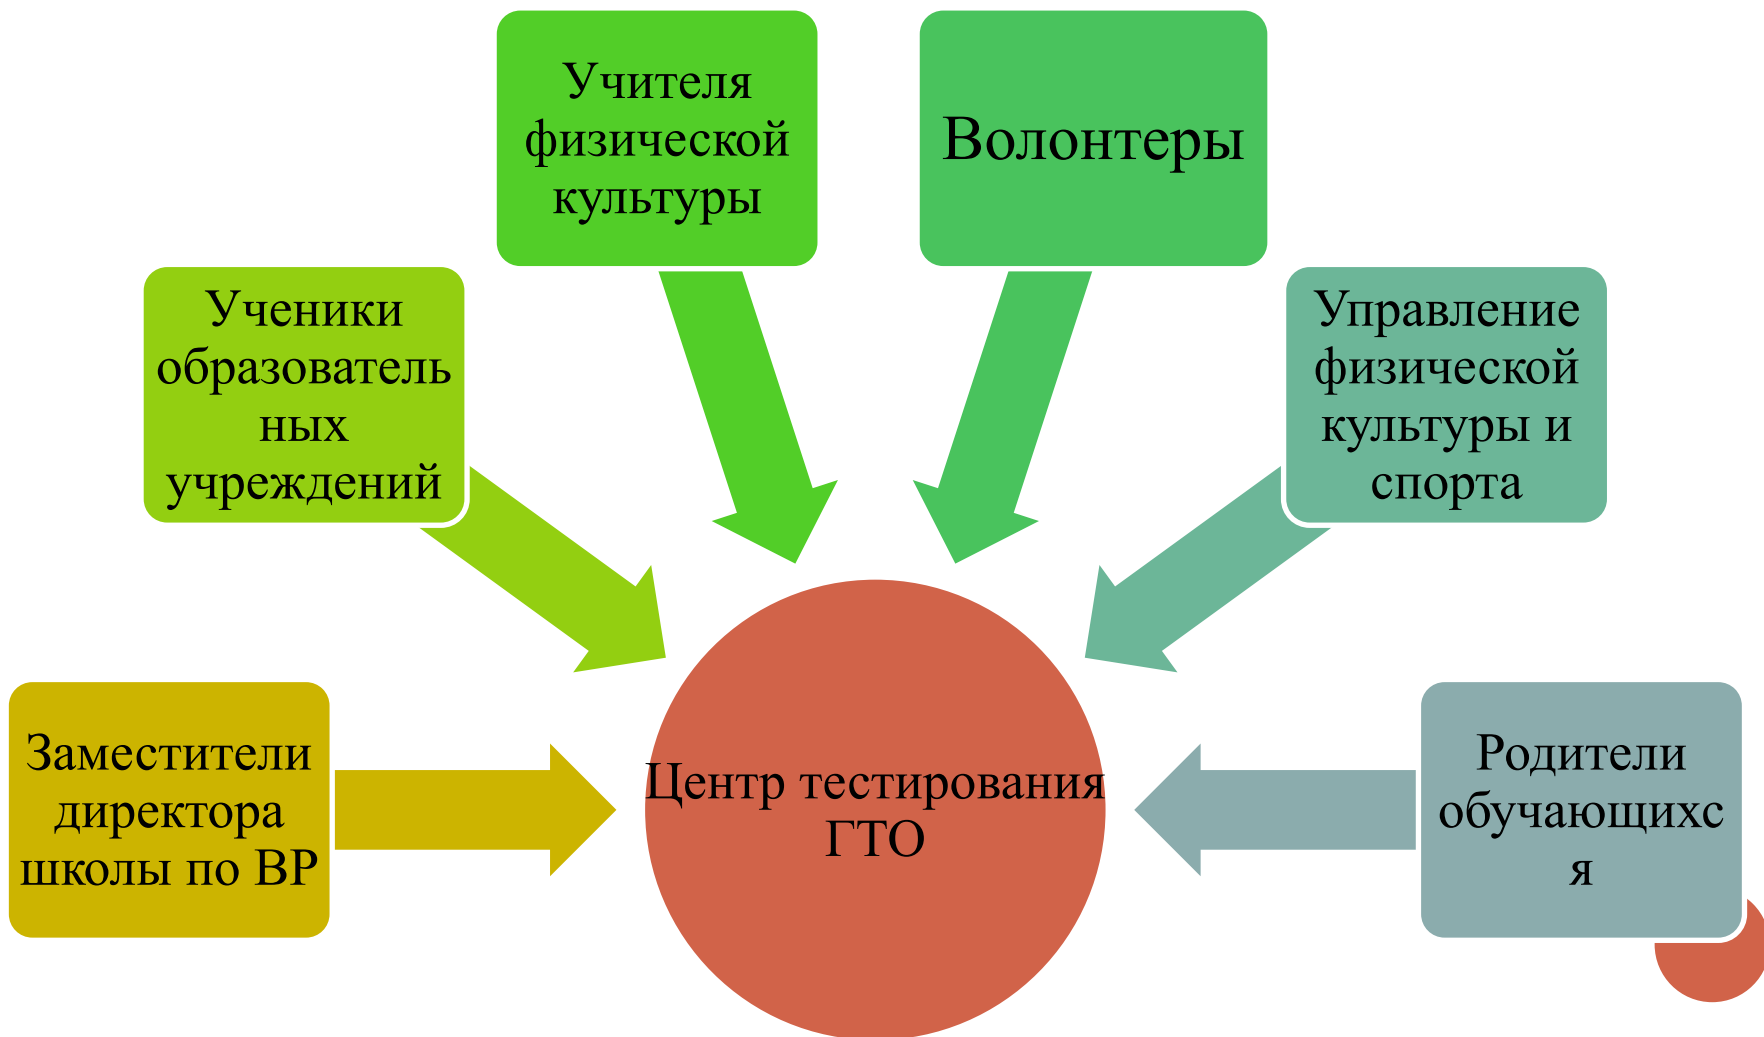 Учителя
физической
культуры
Волонтеры
Ученики
образователь
ных
учреждений
Управление
физической
культуры и
спорта
Заместители
директора
школы по ВР
Центр тестирования
ГТО
Родители
обучающихс
я